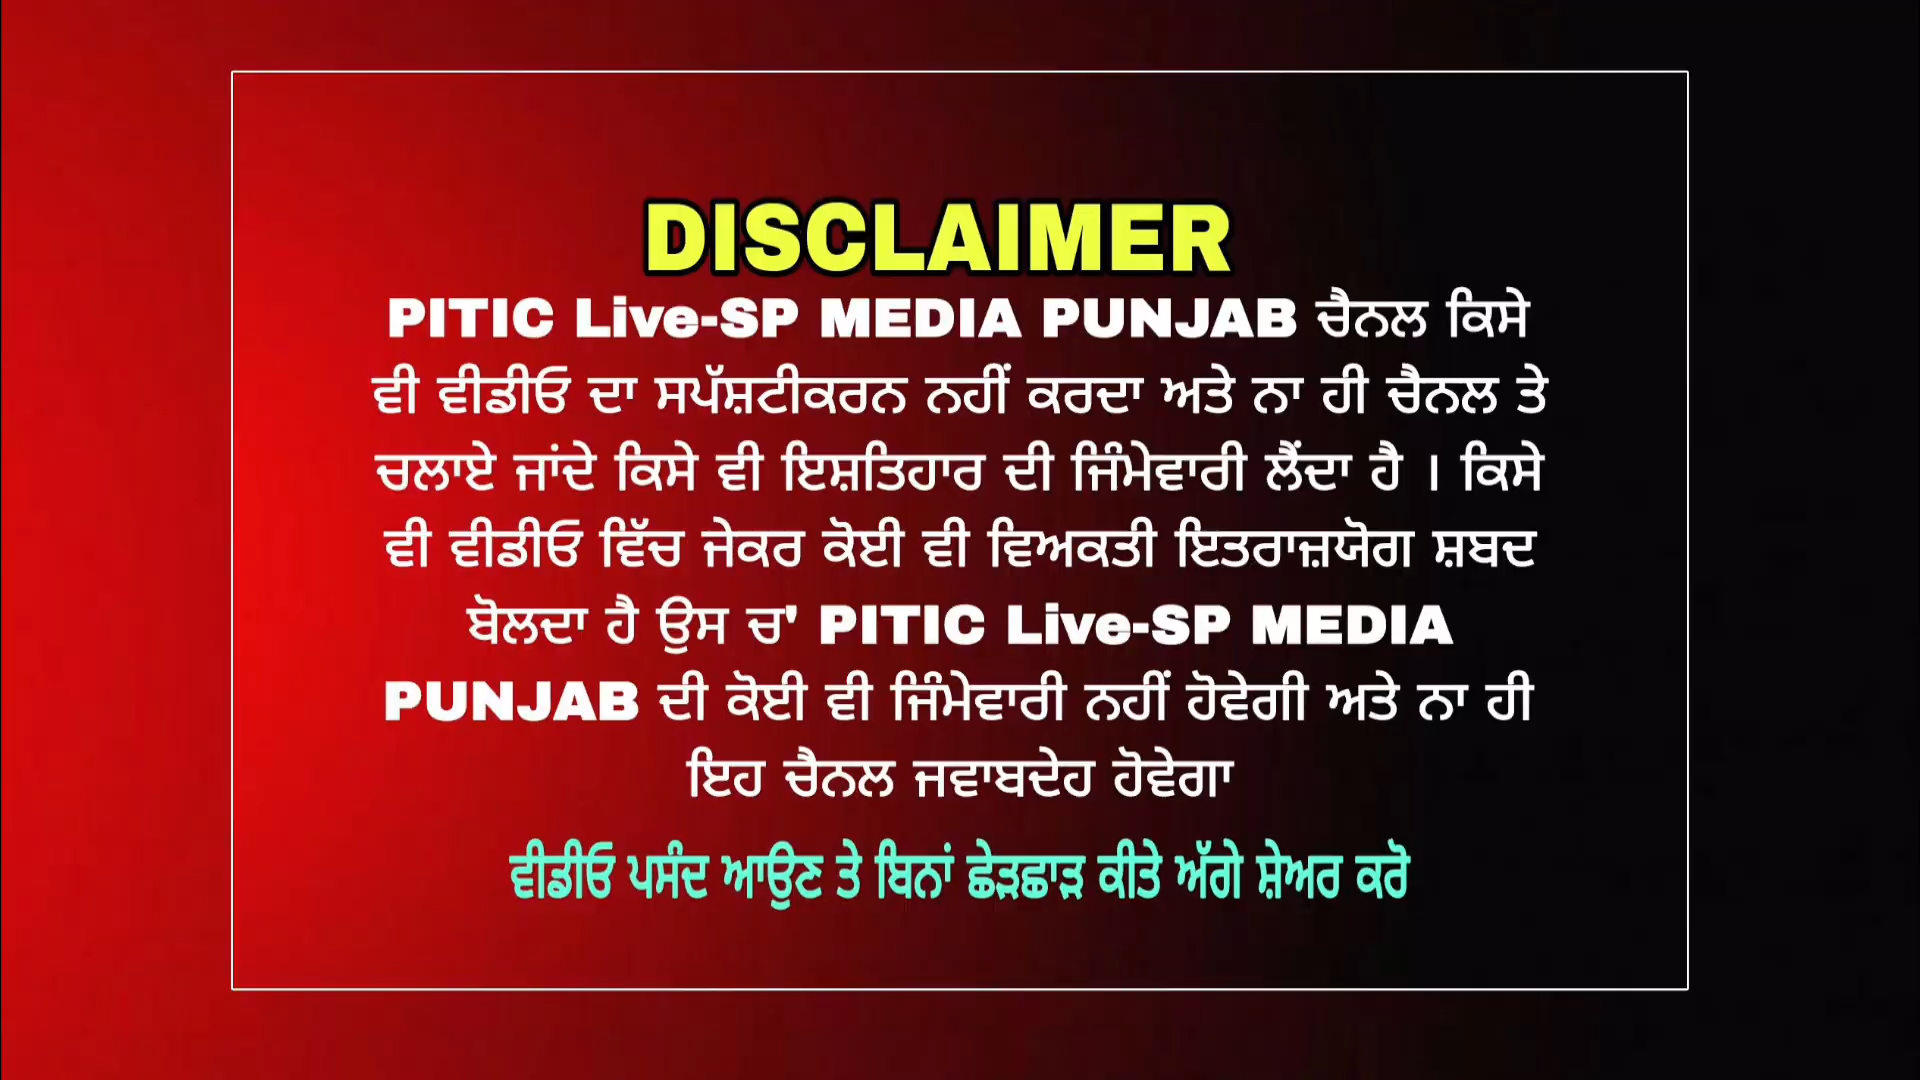 DISCLAIMER
PITIC Live-SP MEDIA PUNJAB ਚੈਨਲ ਕਿਸੇ
ਵੀ ਵੀਡੀਓ ਦਾ ਸਪੱਸ਼ਟੀਕਰਨ ਨਹੀਂ ਕਰਦਾ ਅਤੇ ਨਾ ਹੀ ਚੈਨਲ ਤੇ
ਚਲਾਏ ਜਾਂਦੇ ਕਿਸੇ ਵੀ ਇਸ਼ਤਿਹਾਰ ਦੀ ਜਿੰਮੇਵਾਰੀ ਲੈਂਦਾ ਹੈ । ਕਿਸੇ
ਵੀ ਵੀਡੀਓ ਵਿੱਚ ਜੇਕਰ ਕੋਈ ਵੀ ਵਿਅਕਤੀ ਇਤਰਾਜ਼ਯੋਗ ਸ਼ਬਦ
ਬੋਲਦਾ ਹੈ ਉਸ ਚ' PITIC Live-SP MEDIA
PUNJAB ਦੀ ਕੋਈ ਵੀ ਜਿੰਮੇਵਾਰੀ ਨਹੀਂ ਹੋਵੇਗੀ ਅਤੇ ਨਾ ਹੀ
ਇਹ ਚੈਨਲ ਜਵਾਬਦੇਹ ਹੋਵੇਗਾ
ਵੀਡੀਓ ਪਸੰਦ ਆਉਣ ਤੇ ਬਿਨਾਂ ਛੇੜਛਾੜ ਕੀਤੇ ਅੱਗੇ ਸ਼ੇਅਰ ਕਰੋ